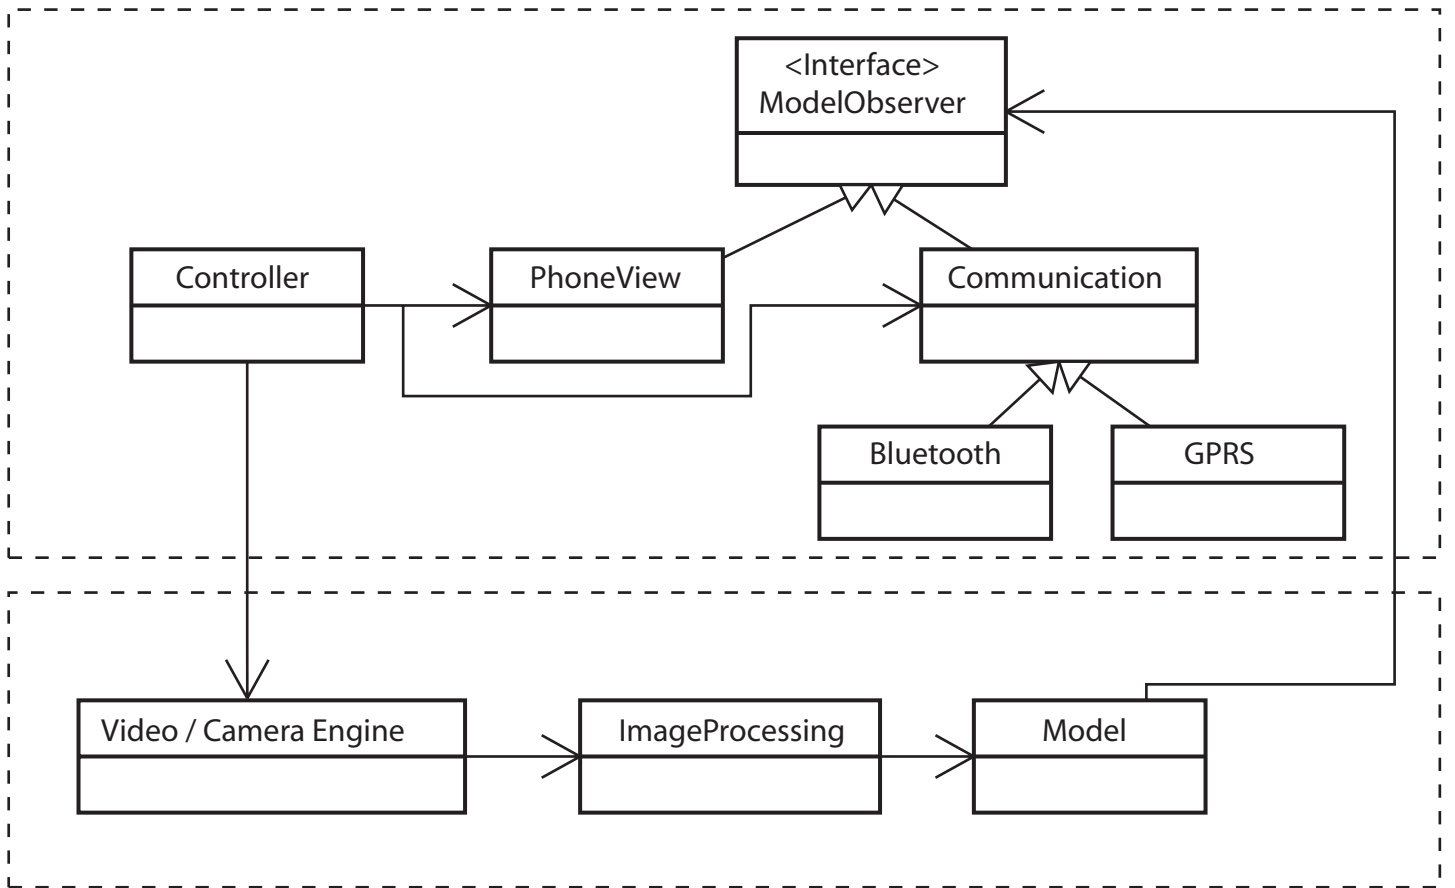 <Interface>
ModelObserver
Controller
PhoneView
Communication
Bluetooth
GPRS
Video / Camera Engine
ImageProcessing
Model